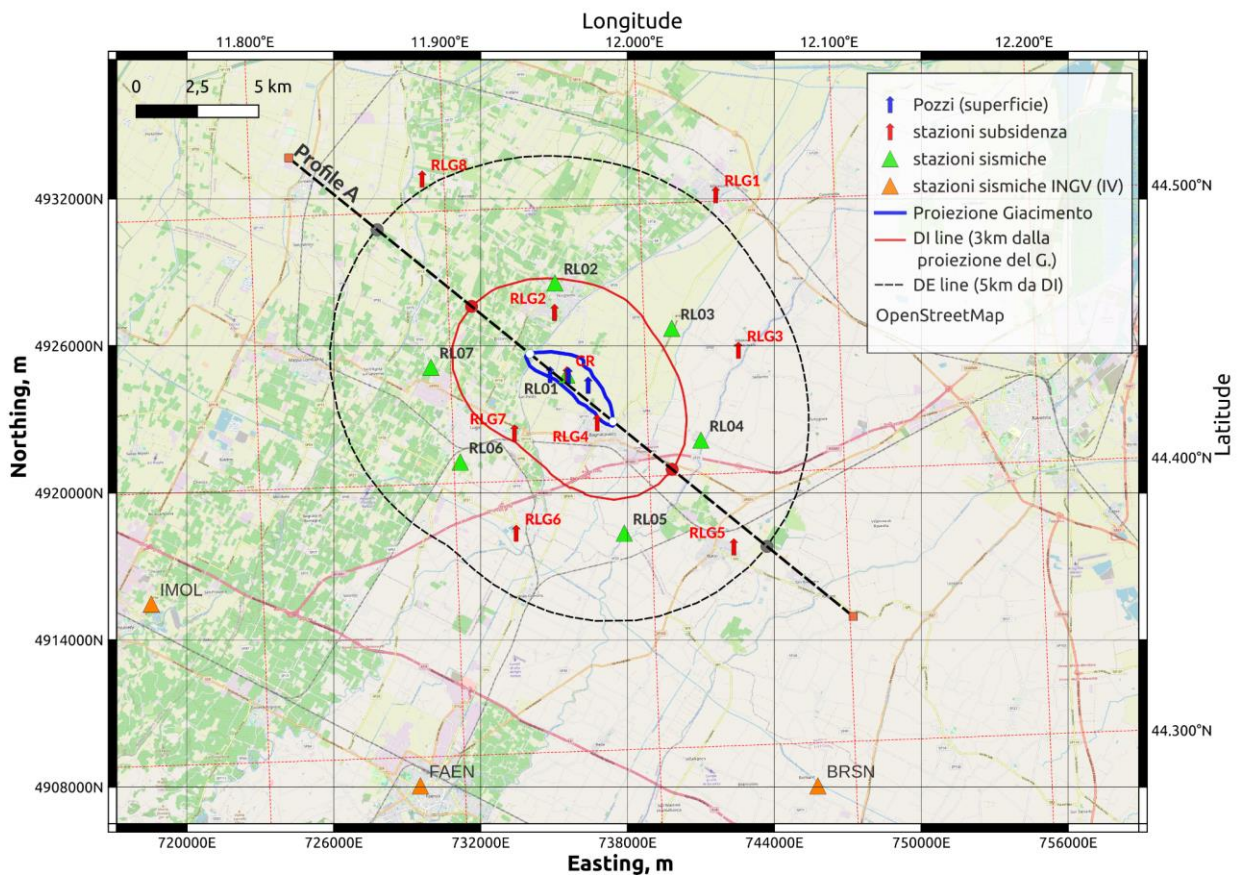 Longitude
11.800°E 11.900°E 12.000°E 12.100°E 12.200°E
0 2,5 5 km
Pozzi (superficie)
stazioni subsidenza
stazioni sismiche
stazioni sismiche INGV (IV)
Proiezione Giacimento
DI line (3km dalla
proiezione del G.)
DE line (5km da DI)
OpenStreetMap
Profile A
RLG8
RLG1
RL02
RLG2
RL03
RLG3
RL07
GR
RL01
RLG7
RLG4
RL04
RL06
RLG6
RL05
RLG5
IMOL
FAEN
BRSN
4932000N
4926000N
4920000N
4914000N
4908000N
Northing, m
44.500°N
44.400°N
44.300°N
Latitude
720000E 726000E 732000E 738000E 744000E 750000E 756000E
Easting, m